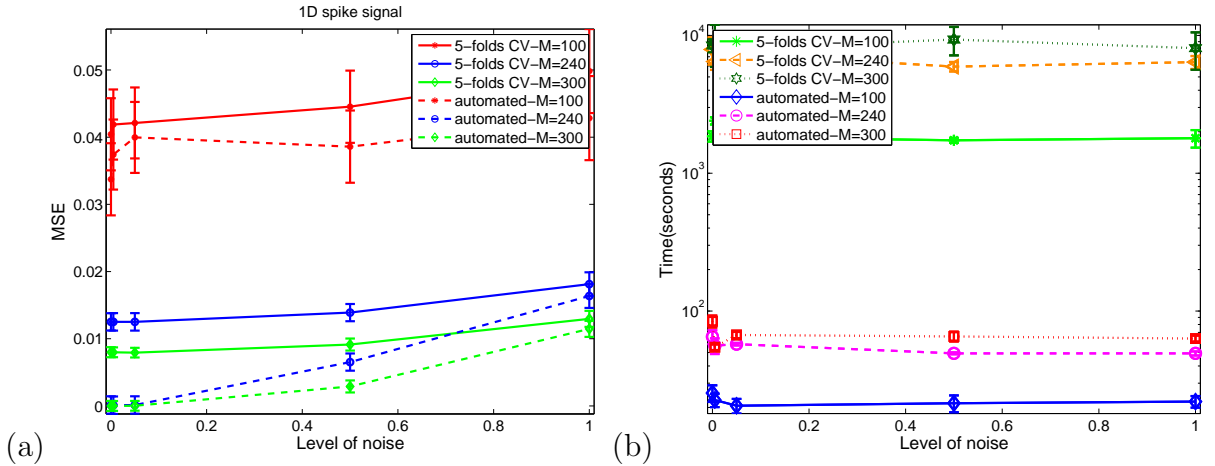 1D spike signal
5-folds CV-M=100
5-folds CV-M=240
5-folds CV-M=300
automated-M=100
automated-M=240
automated-M=300
0.05
0.04
0.03
0.02
0.01
0
MSE
0 0.2 0.4 0.6 0.8 1
Level of noise
(a)
5-folds CV-M=100
5-folds CV-M=240
5-folds CV-M=300
automated-M=100
automated-M=240
automated-M=300
10^4
10^3
10^2
Time(seconds)
0 0.2 0.4 0.6 0.8 1
Level of noise
(b)